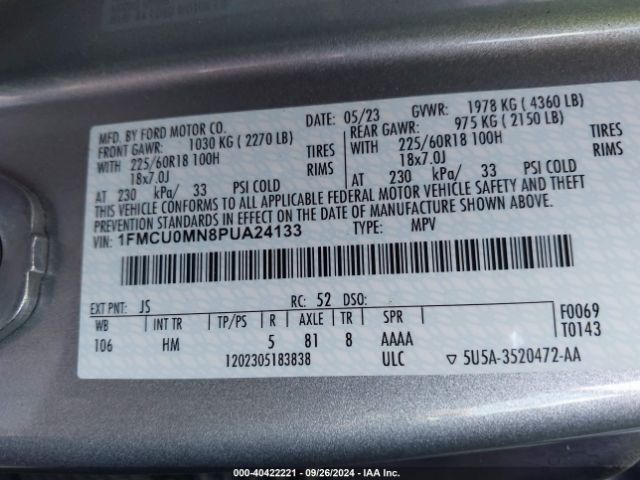 MFD. BY FORD MOTOR CO.
DATE: 05/23 GVWR: 1978 KG ( 4360 LB)
FRONT GAWR: 1030 KG ( 2270 LB) REAR GAWR: 975 KG ( 2150 LB)
WITH 225/60R18 100H TIRES WITH 225/60R18 100H TIRES
18x7.0J RIMS 18x7.0J RIMS
AT 230 kPa/ 33 PSI COLD AT 230 kPa/ 33 PSI COLD
THIS VEHICLE CONFORMS TO ALL APPLICABLE FEDERAL MOTOR VEHICLE SAFETY AND THEFT
PREVENTION STANDARDS IN EFFECT ON THE DATE OF MANUFACTURE SHOWN ABOVE.
VIN: 1FMCU0MN8PUA24133 TYPE: MPV
EXT PNT: JS RC: 52 DSO:
WB INT TR TP/PS R AXLE TR SPR F0069
106 HM 5 81 8 AAAA T0143
1202305183838 ULC ▽ 5U5A-3520472-AA
000-40422221 - 09/26/2024 - IAA Inc.